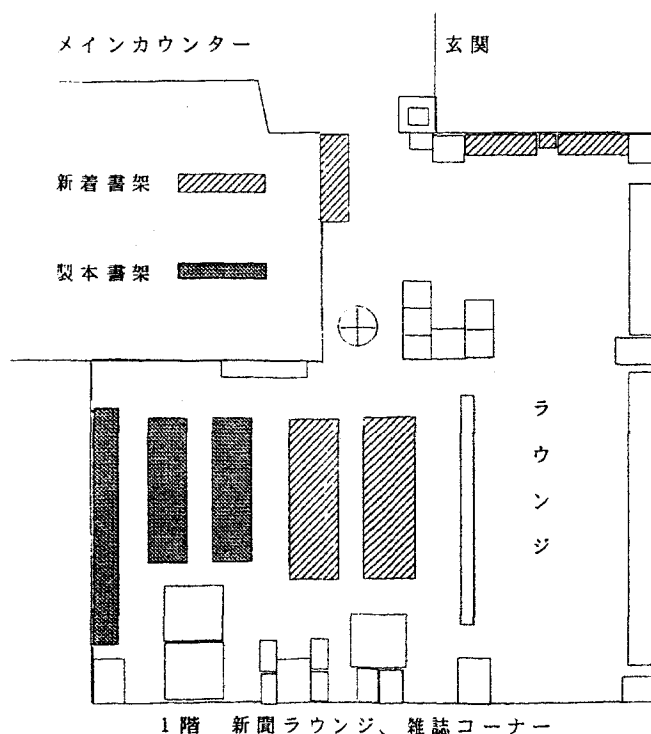 メインカウンター
玄関
新着書架
製本書架
ラウンジ
1階 新聞ラウンジ、雑誌コーナー